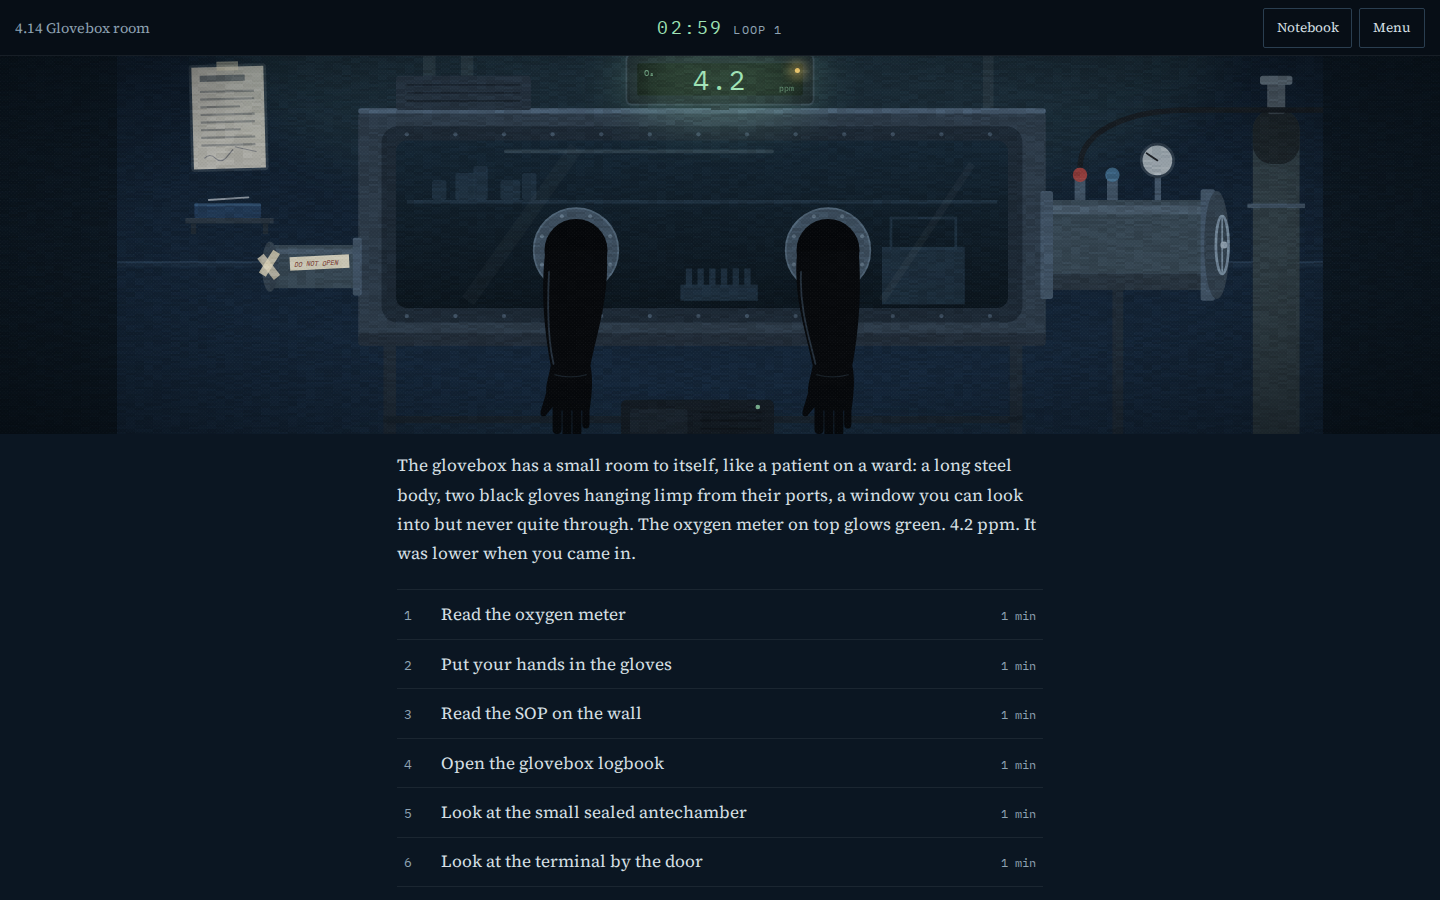 4.14 Glovebox room
02:59 LOOP 1
Notebook
Menu
O₂
4.2
ppm
DO NOT OPEN
The glovebox has a small room to itself, like a patient on a ward: a long steel
body, two black gloves hanging limp from their ports, a window you can look
into but never quite through. The oxygen meter on top glows green. 4.2 ppm. It
was lower when you came in.
1 Read the oxygen meter 1 min
2 Put your hands in the gloves 1 min
3 Read the SOP on the wall 1 min
4 Open the glovebox logbook 1 min
5 Look at the small sealed antechamber 1 min
6 Look at the terminal by the door 1 min